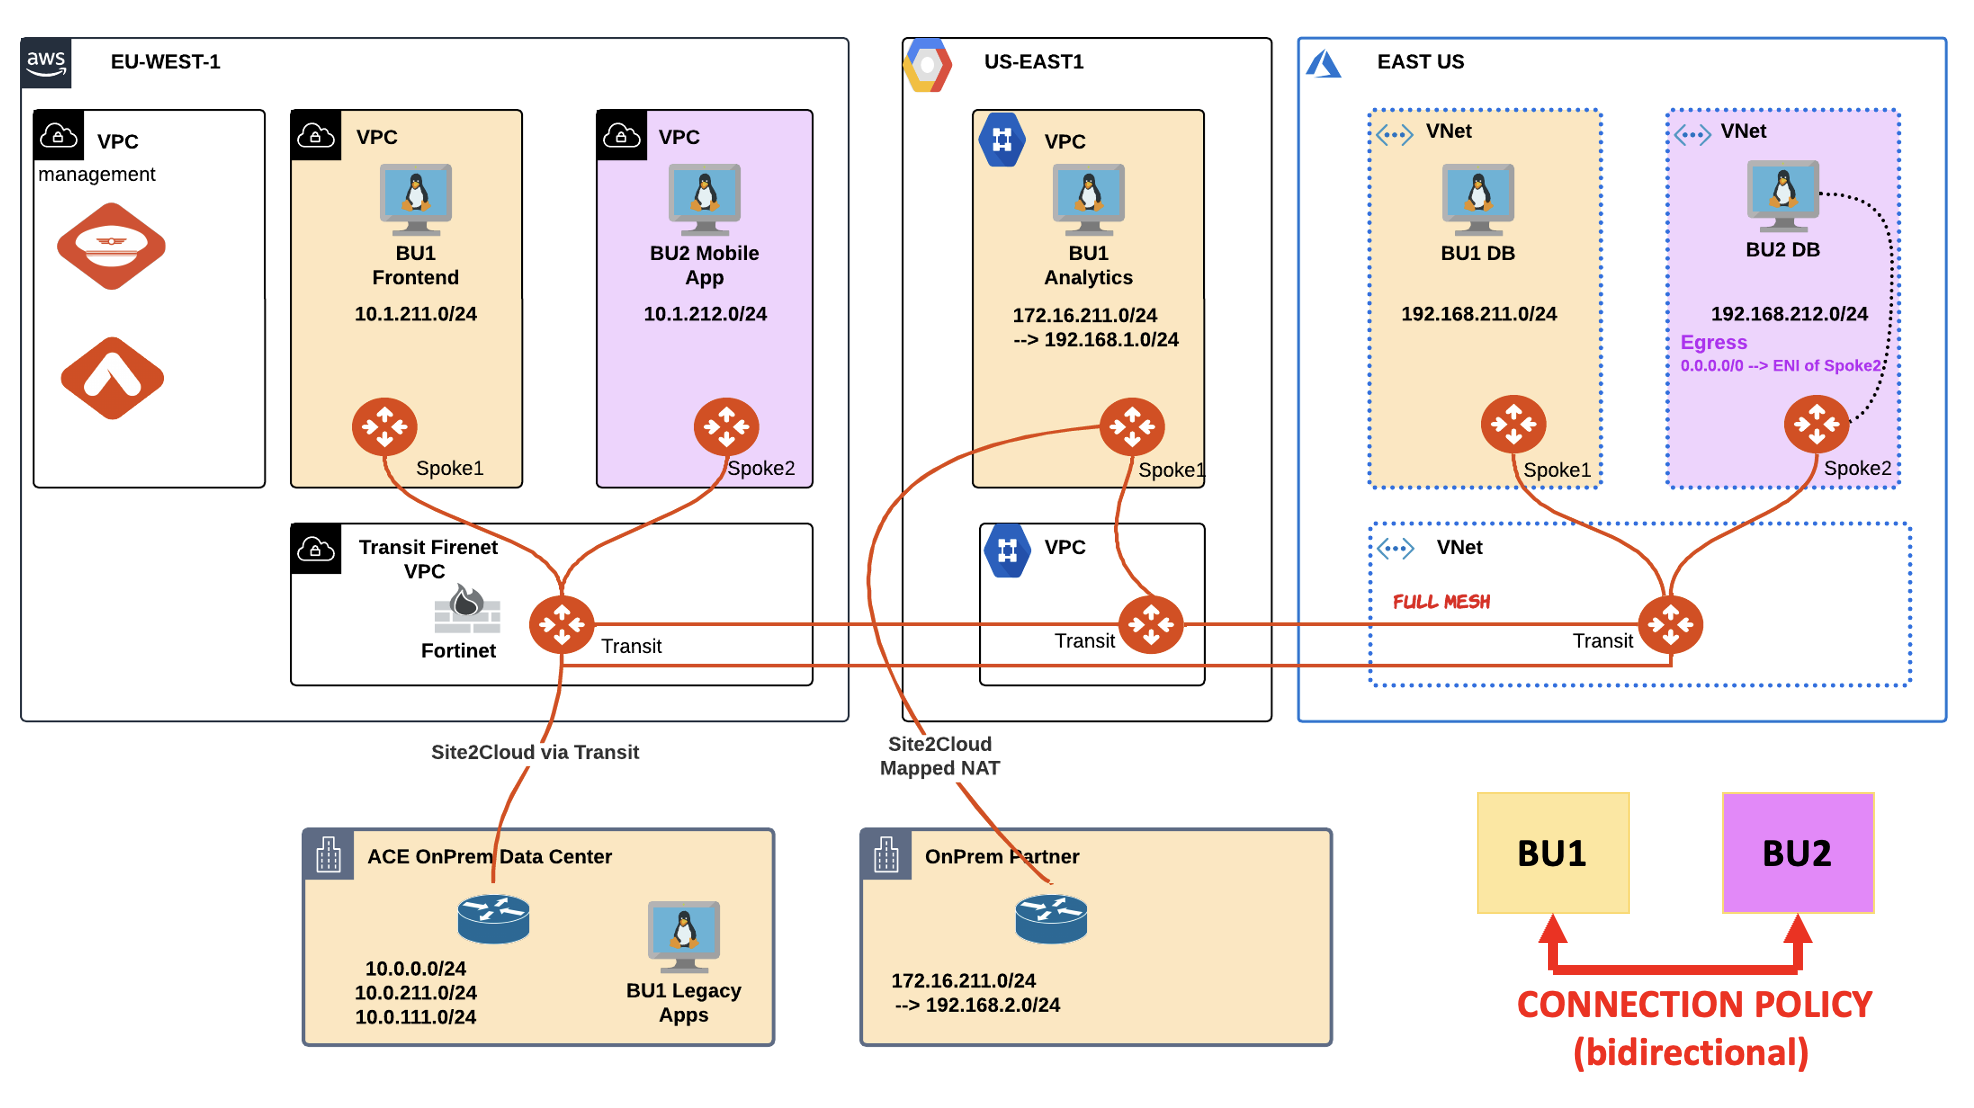 aws
EU-WEST-1
VPC
management
VPC
BU1
Frontend
10.1.211.0/24
Spoke1
VPC
BU2 Mobile
App
10.1.212.0/24
Spoke2
Transit Firenet
VPC
Fortinet
Transit
US-EAST1
VPC
BU1
Analytics
172.16.211.0/24
--> 192.168.1.0/24
Spoke1
VPC
Transit
EAST US
VNet
BU1 DB
192.168.211.0/24
Spoke1
VNet
BU2 DB
192.168.212.0/24
Egress
0.0.0.0/0 --> ENI of Spoke2
Spoke2
VNet
FULL MESH
Transit
Site2Cloud via Transit
Site2Cloud
Mapped NAT
ACE OnPrem Data Center
10.0.0.0/24
10.0.211.0/24
10.0.111.0/24
BU1 Legacy
Apps
OnPrem Partner
172.16.211.0/24
--> 192.168.2.0/24
BU1
BU2
CONNECTION POLICY
(bidirectional)